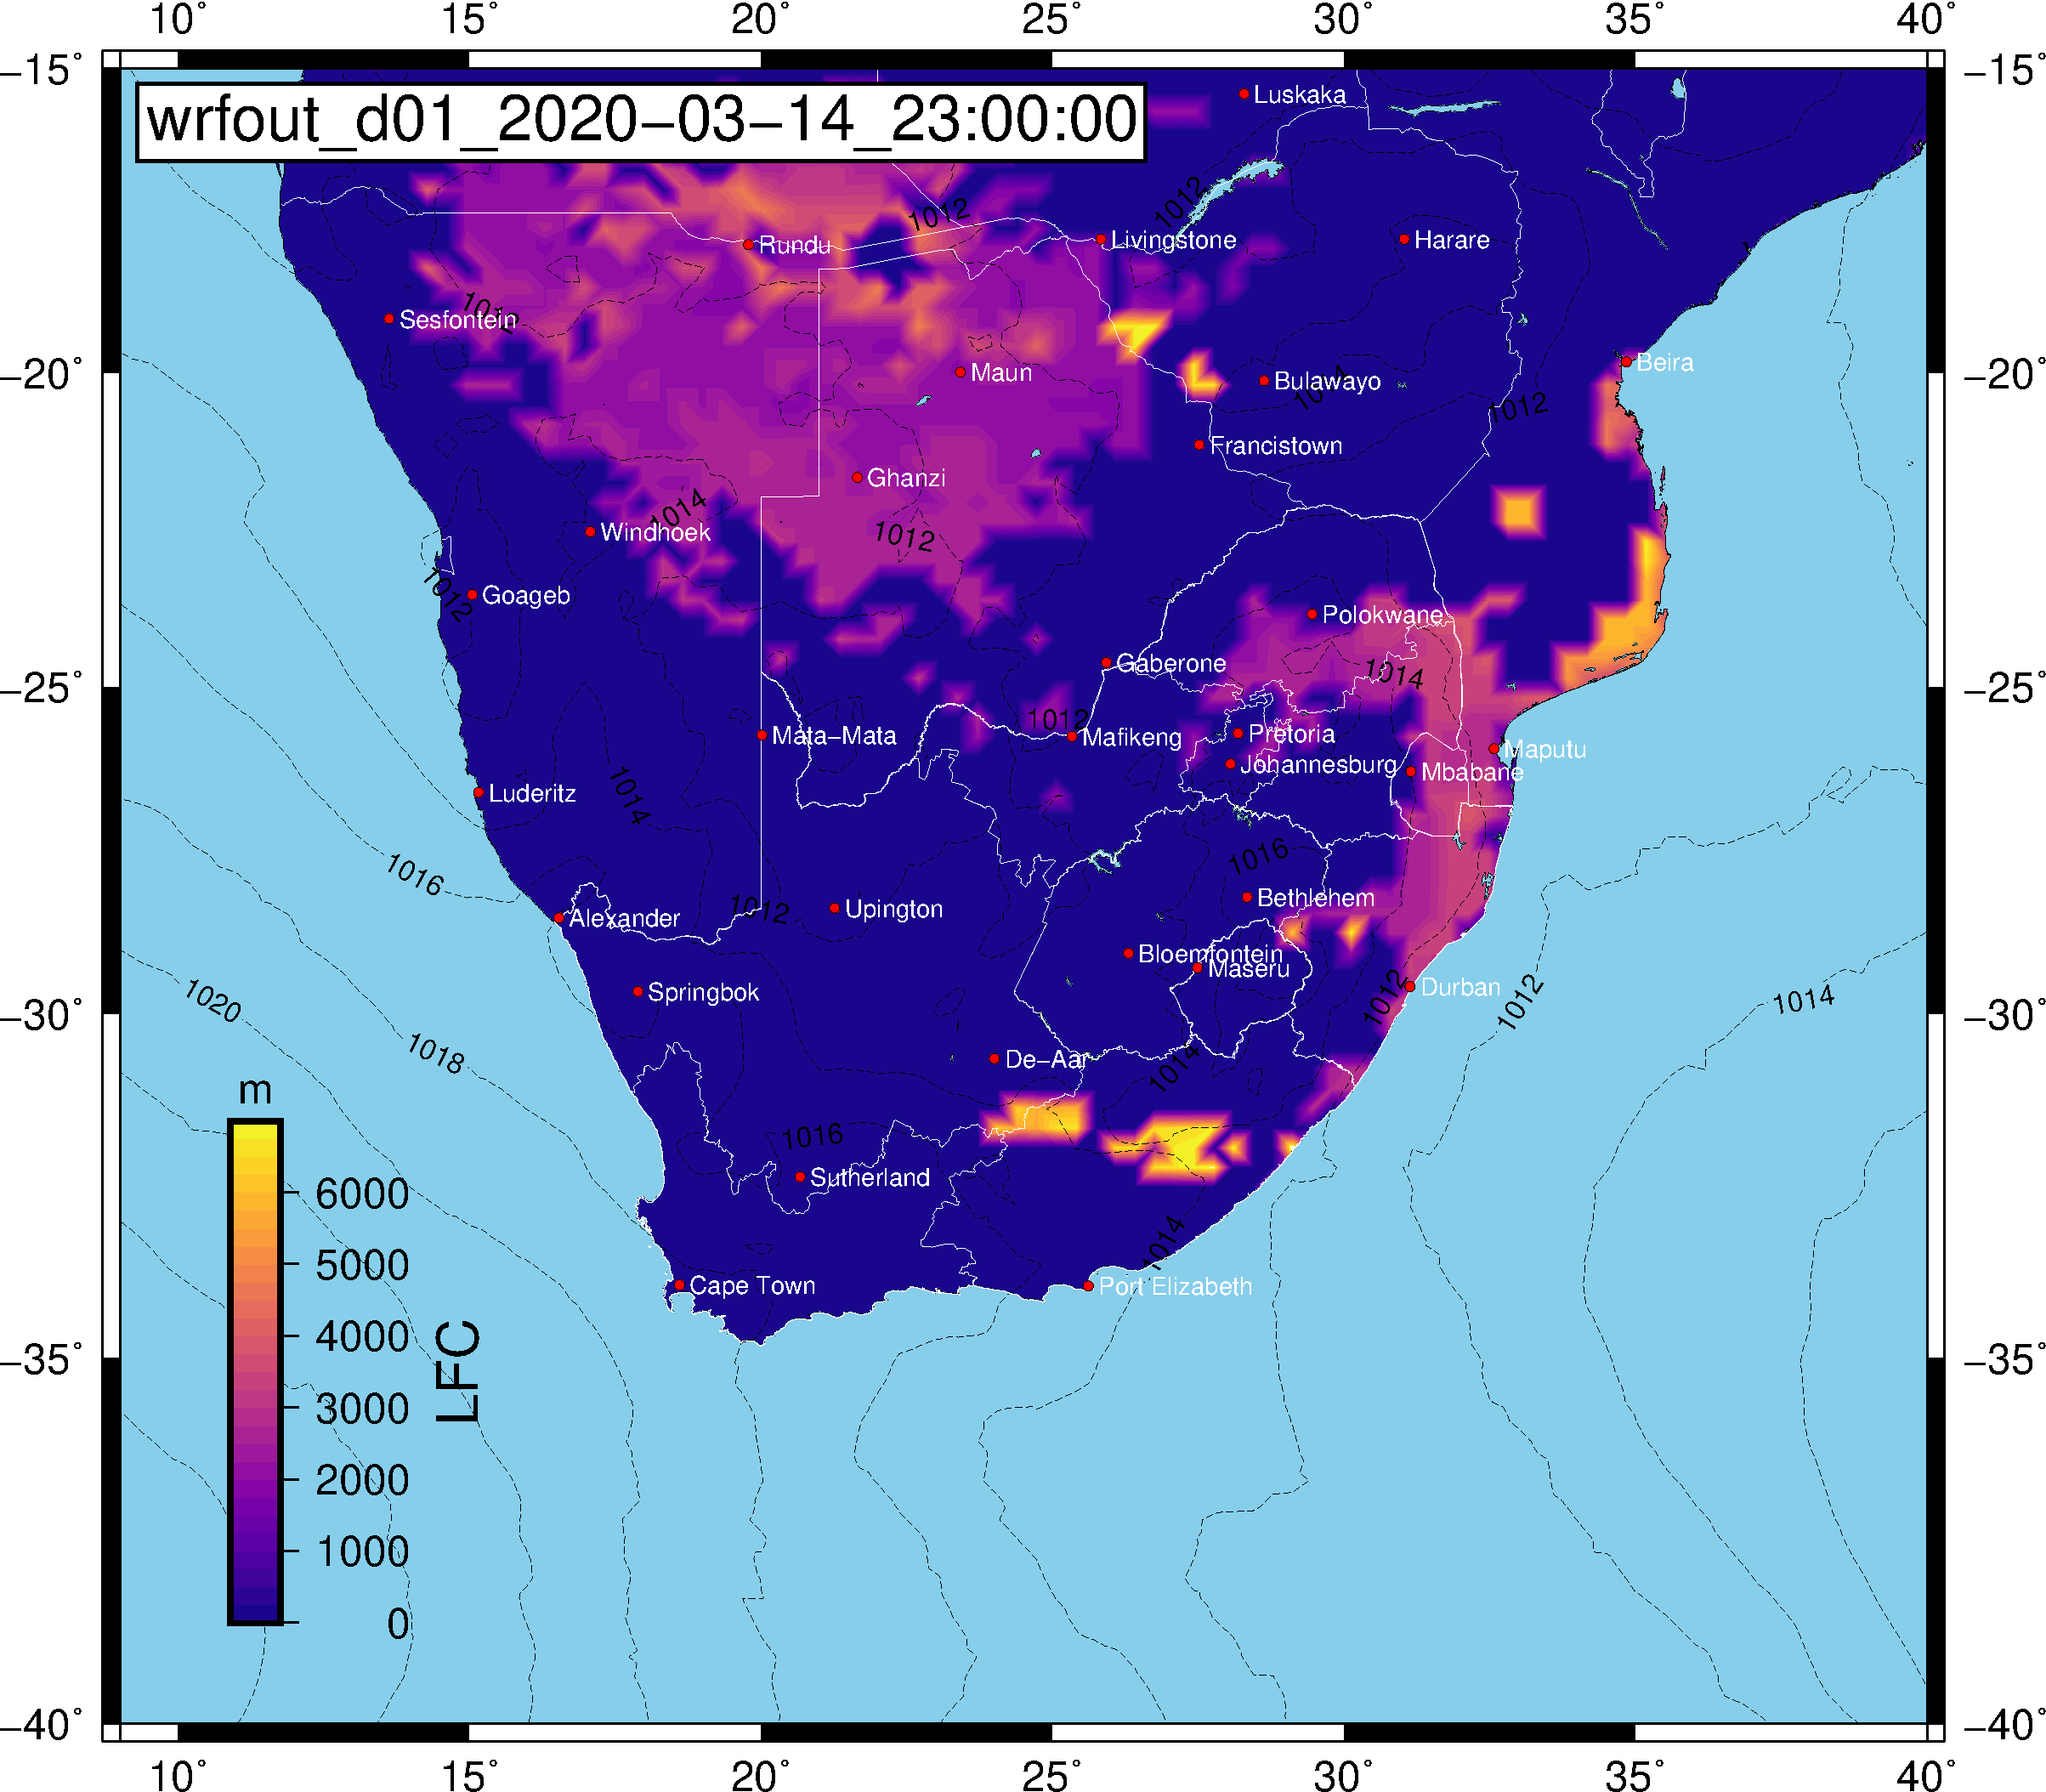 10° 15° 20° 25° 30° 35° 40°
−15° −15°
wrfout_d01_2020−03−14_23:00:00
Luskaka
1012
1012
Rundu
Livingstone
Harare
1012
Sesfontein
−20° −20°
Beira
Maun
Bulawayo
1014
1012
Francistown
Ghanzi
1014
Windhoek
1012
1012
Goageb
Polokwane
Gaberone
1014
−25° −25°
1012
Mata−Mata
Mafikeng
Pretoria
Maputu
Johannesburg
Mbabane
Luderitz
1014
1016
1016
Bethlehem
Alexander
1012
Upington
Bloemfontein
Maseru
1020
Springbok
1012
Durban
1012
1014
−30° −30°
1018
De−Aar
1014
m
1016
Sutherland
6000
1014
5000
Cape Town
Port Elizabeth
4000
−35° −35°
LFC
3000
2000
1000
0
−40° −40°
10° 15° 20° 25° 30° 35° 40°